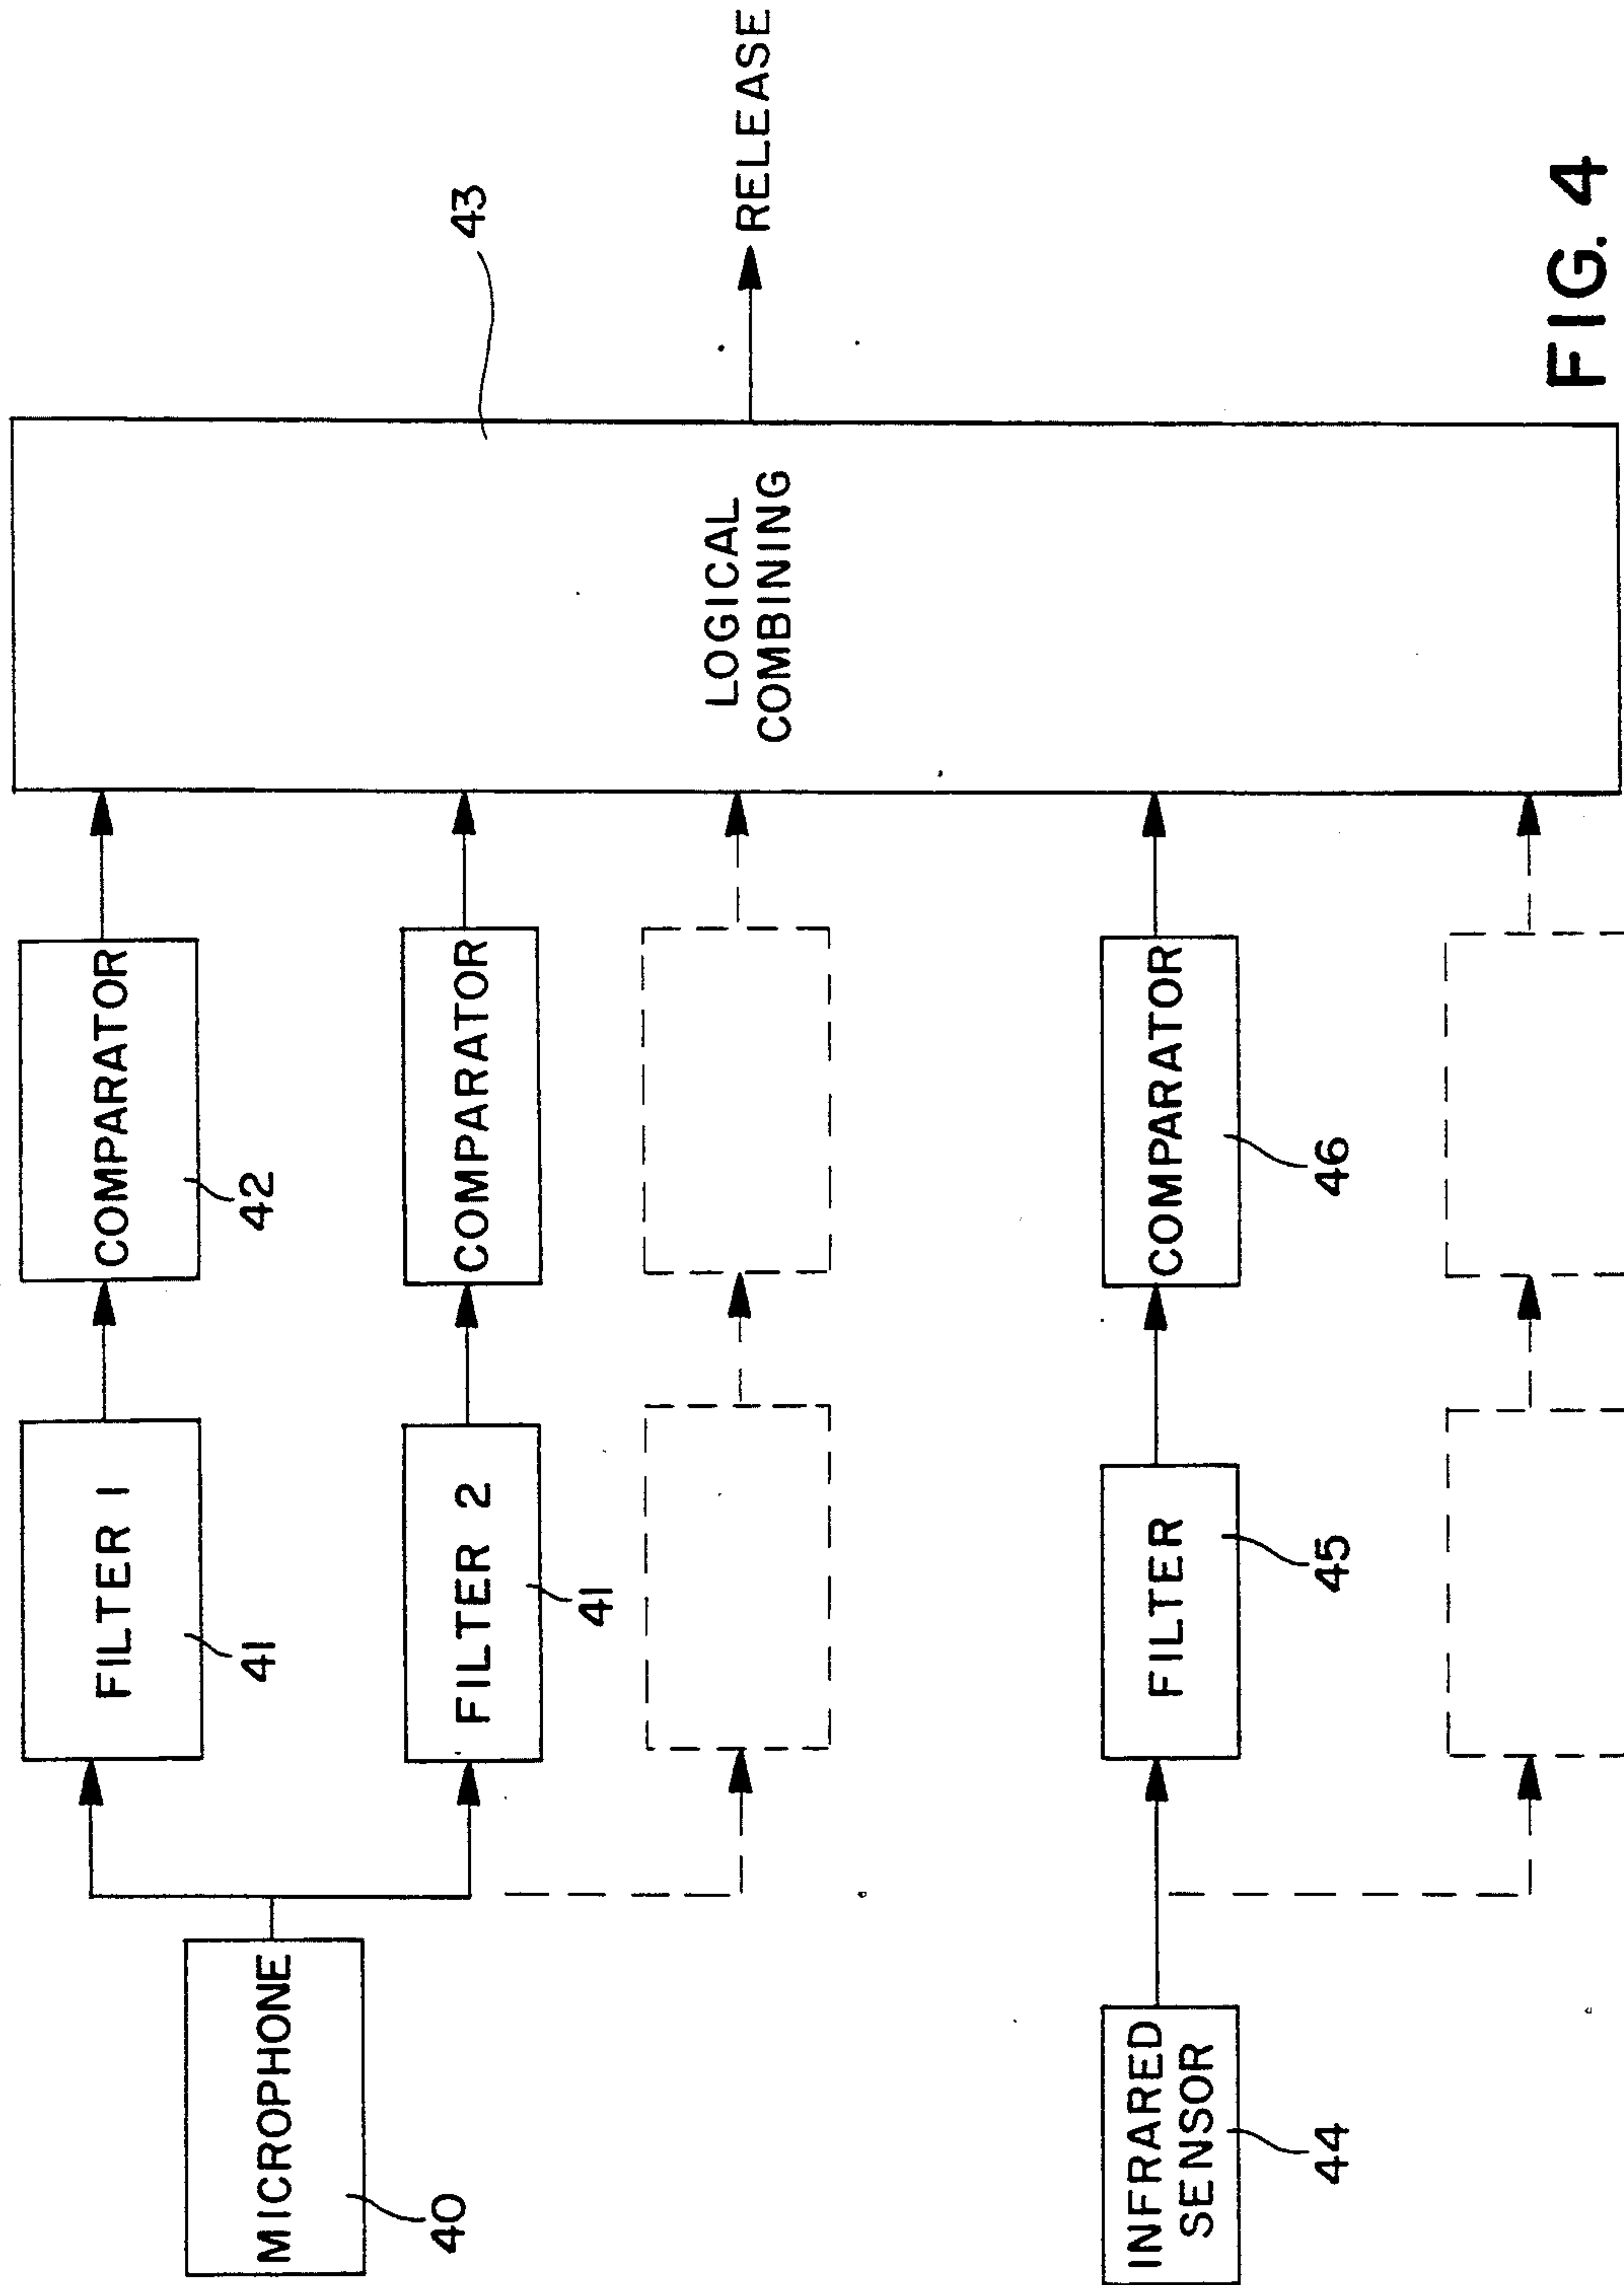 MICROPHONE
40
FILTER 1
41
COMPARATOR
42
FILTER 2
41
COMPARATOR
INFRARED
SENSOR
44
FILTER
45
COMPARATOR
46
LOGICAL
COMBINING
43
RELEASE
FIG. 4